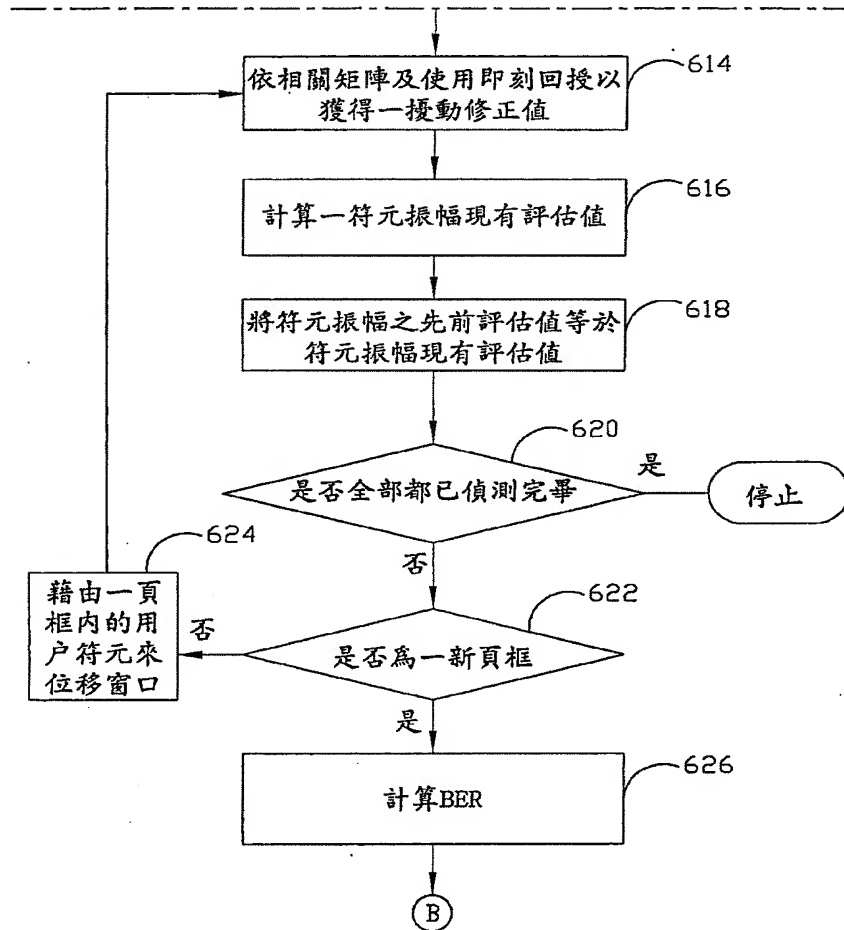 依相關矩陣及使用即刻回授以
獲得一擾動修正值
614
計算一符元振幅現有評估值
616
將符元振幅之先前評估值等於
符元振幅現有評估值
618
是否全部都已偵測完畢
620
是
停止
否
624
藉由一頁
框內的用
户符元來
位移窗口
否
是否爲一新頁框
622
是
計算BER
626
B